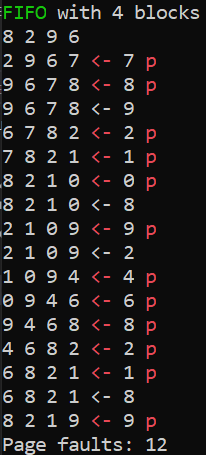 FIFO with 4 blocks
8 2 9 6
2 9 6 7 <- 7 p
9 6 7 8 <- 8 p
9 6 7 8 <- 9
6 7 8 2 <- 2 p
7 8 2 1 <- 1 p
8 2 1 0 <- 0 p
8 2 1 0 <- 8
2 1 0 9 <- 9 p
2 1 0 9 <- 2
1 0 9 4 <- 4 p
0 9 4 6 <- 6 p
9 4 6 8 <- 8 p
4 6 8 2 <- 2 p
6 8 2 1 <- 1 p
6 8 2 1 <- 8
8 2 1 9 <- 9 p
Page faults: 12